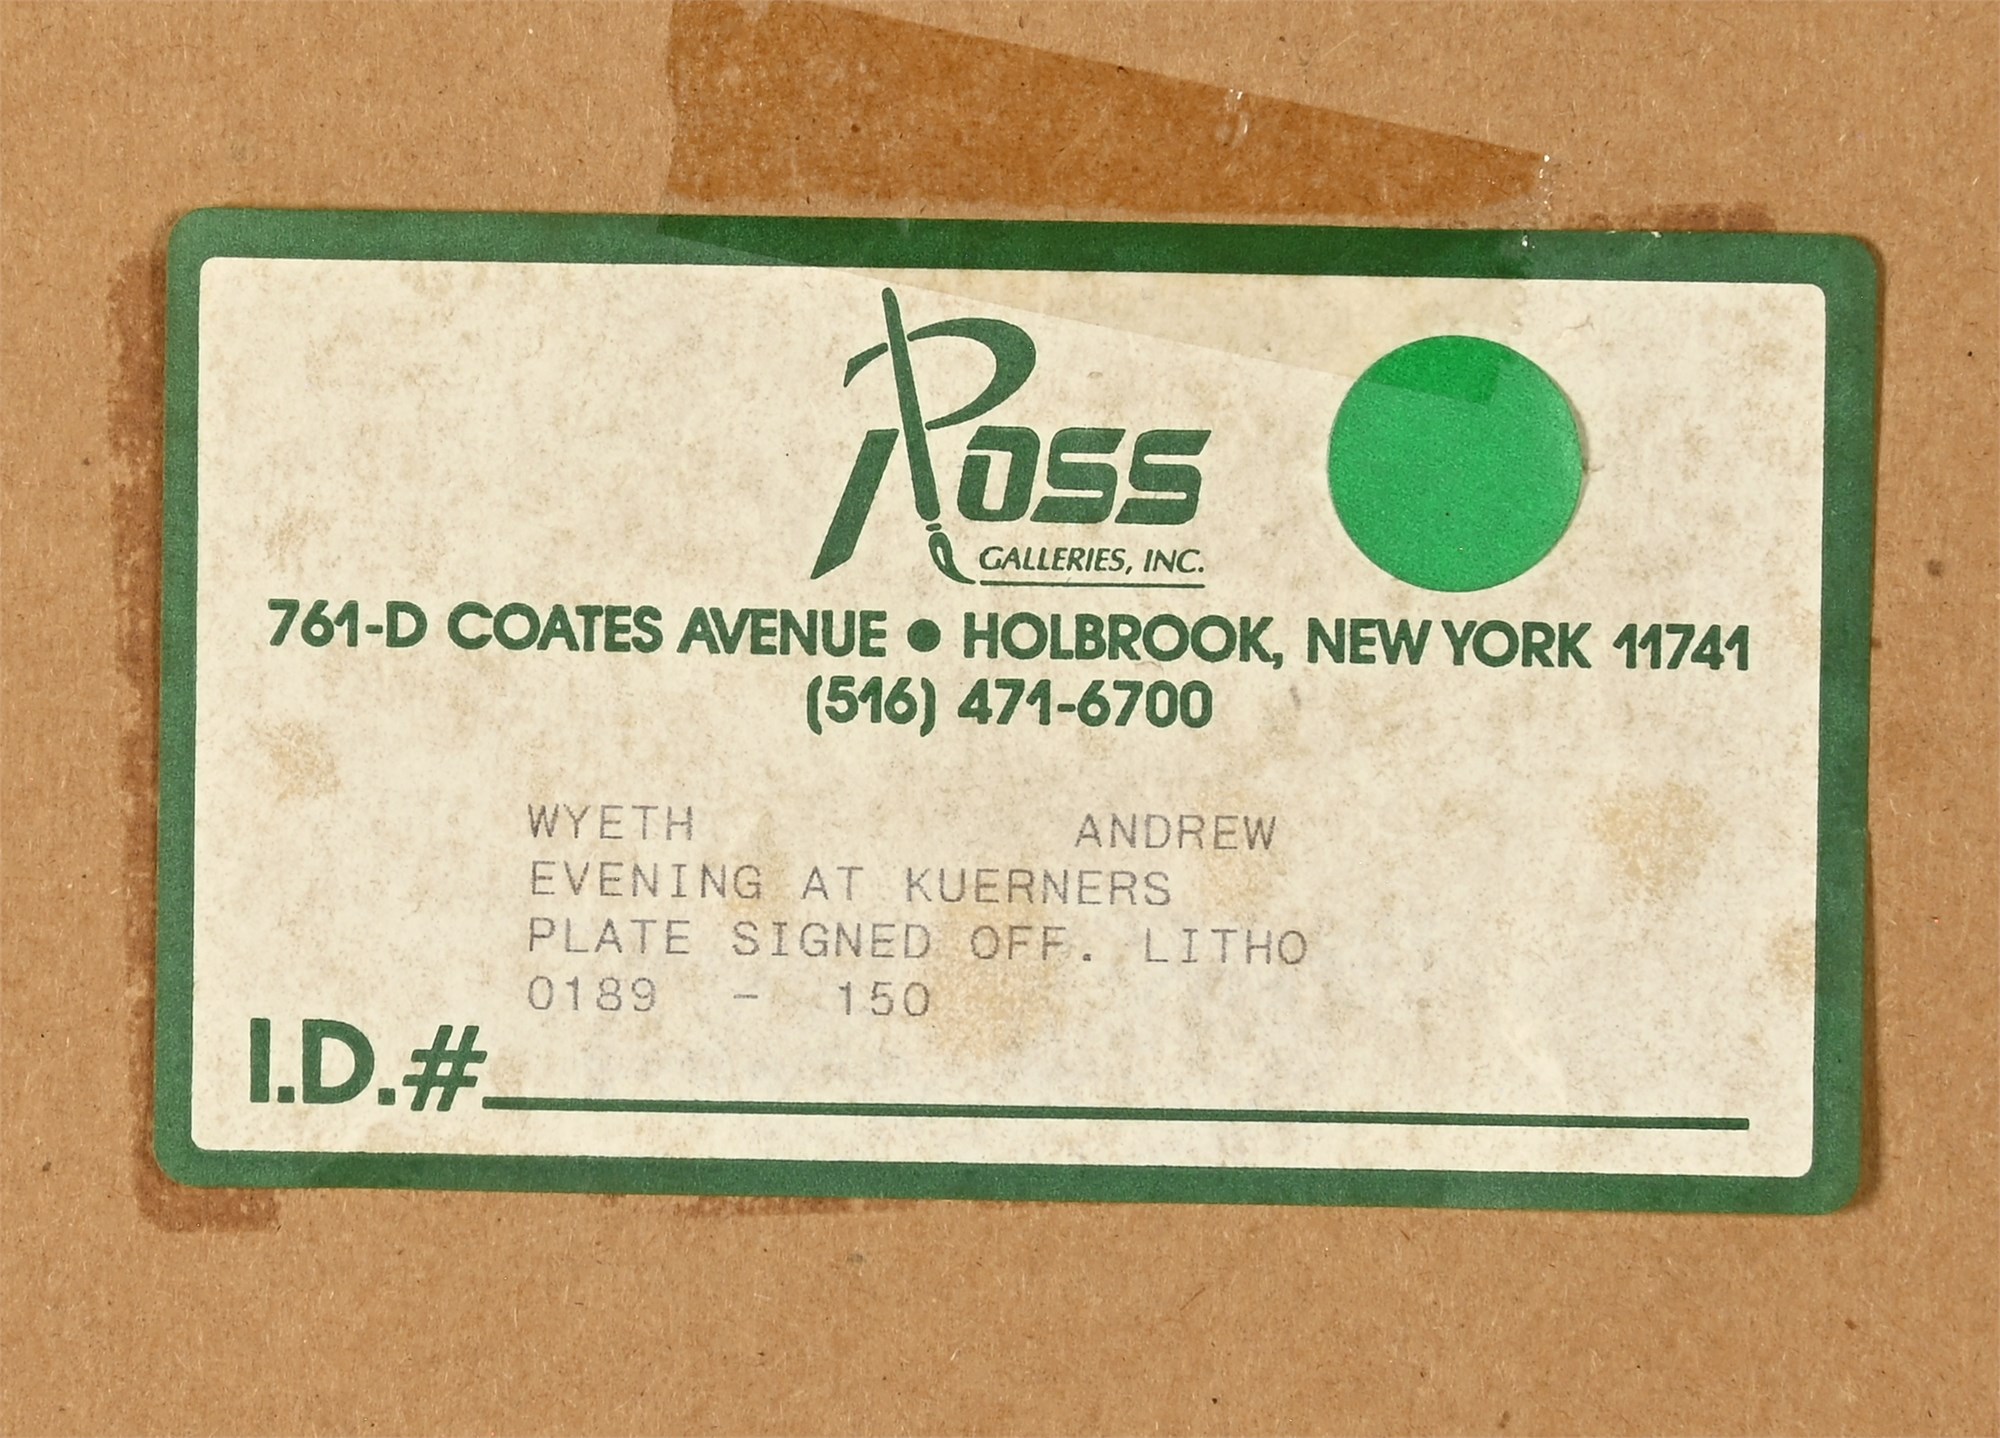 Ross
GALLERIES, INC.
761-D COATES AVENUE • HOLBROOK, NEW YORK 11741
(516) 471-6700
WYETH ANDREW
EVENING AT KUERNERS
PLATE SIGNED OFF. LITHO
0189 - 150
I.D.#